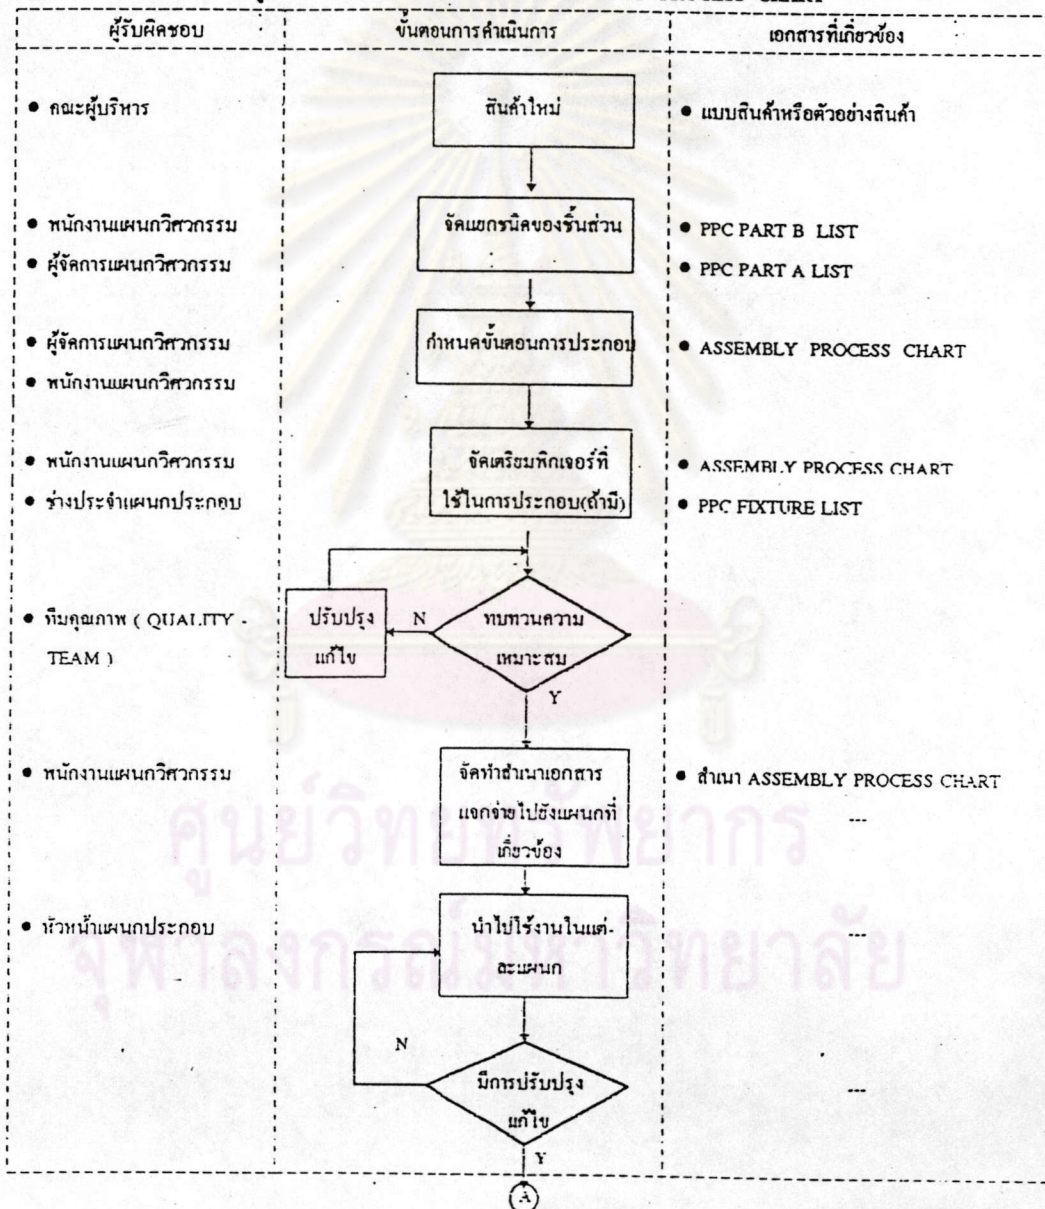 PROCESS CHART
ผู้รับผิดชอบ
ขั้นตอนการดำเนินการ
เอกสารที่เกี่ยวข้อง
• คณะผู้บริหาร
สินค้าใหม่
• แบบสินค้าหรือตัวอย่างสินค้า
• พนักงานแผนกวิศวกรรม
• ผู้จัดการแผนกวิศวกรรม
จัดแยกชนิดของชิ้นส่วน
• PPC PART B LIST
• PPC PART A LIST
• ผู้จัดการแผนกวิศวกรรม
• พนักงานแผนกวิศวกรรม
กำหนดขั้นตอนการประกอบ
• ASSEMBLY PROCESS CHART
• พนักงานแผนกวิศวกรรม
• ช่างประจำแผนกประกอบ
จัดเตรียมฟิกเจอร์ที่
ใช้ในการประกอบ(ถ้ามี)
• ASSEMBLY PROCESS CHART
• PPC FIXTURE LIST
• ทีมคุณภาพ ( QUALITY -
TEAM )
ปรับปรุง
แก้ไข
N
ทบทวนความ
เหมาะสม
Y
• พนักงานแผนกวิศวกรรม
จัดทำสำเนาเอกสาร
แจกจ่ายไปยังแผนกที่
เกี่ยวข้อง
• สำเนา ASSEMBLY PROCESS CHART
---
• หัวหน้าแผนกประกอบ
นำไปใช้งานในแต่-
ละแผนก
---
N
มีการปรับปรุง
แก้ไข
---
Y
A
ศูนย์วิทยทรัพยากร
จุฬาลงกรณ์มหาวิทยาลัย